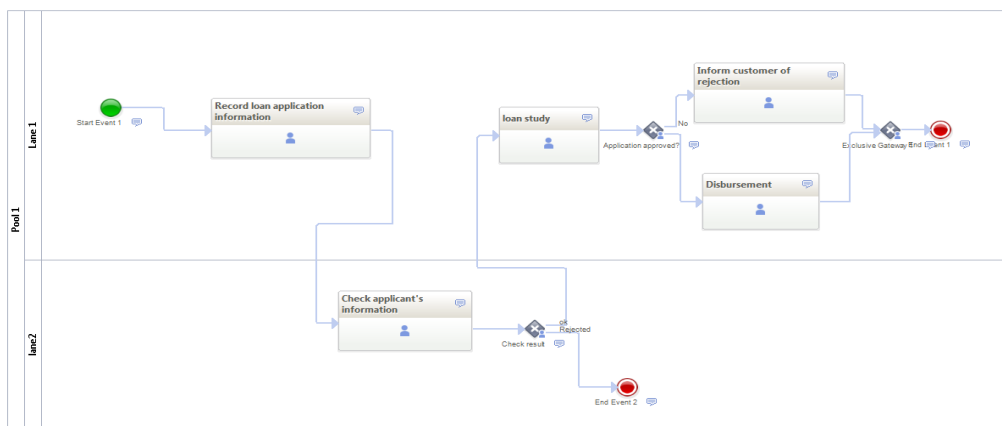 Pool 1
Lane 1
Start Event 1
Record loan application
information
loan study
Application approved?
No
Inform customer of
rejection
Disbursement
Exclusive Gateway
End Event 1
lane2
Check applicant's
information
Check result
ok
Rejected
End Event 2